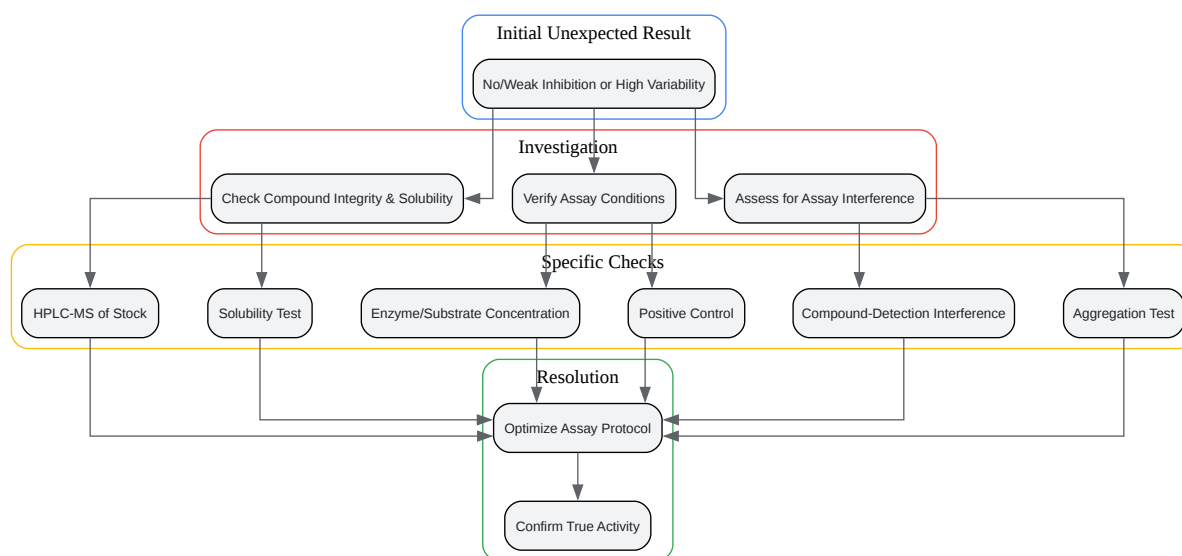 Initial Unexpected Result
No/Weak Inhibition or High Variability
Investigation
Check Compound Integrity & Solubility
Verify Assay Conditions
Assess for Assay Interference
Specific Checks
HPLC-MS of Stock
Solubility Test
Enzyme/Substrate Concentration
Positive Control
Compound-Detection Interference
Aggregation Test
Resolution
Optimize Assay Protocol
Confirm True Activity